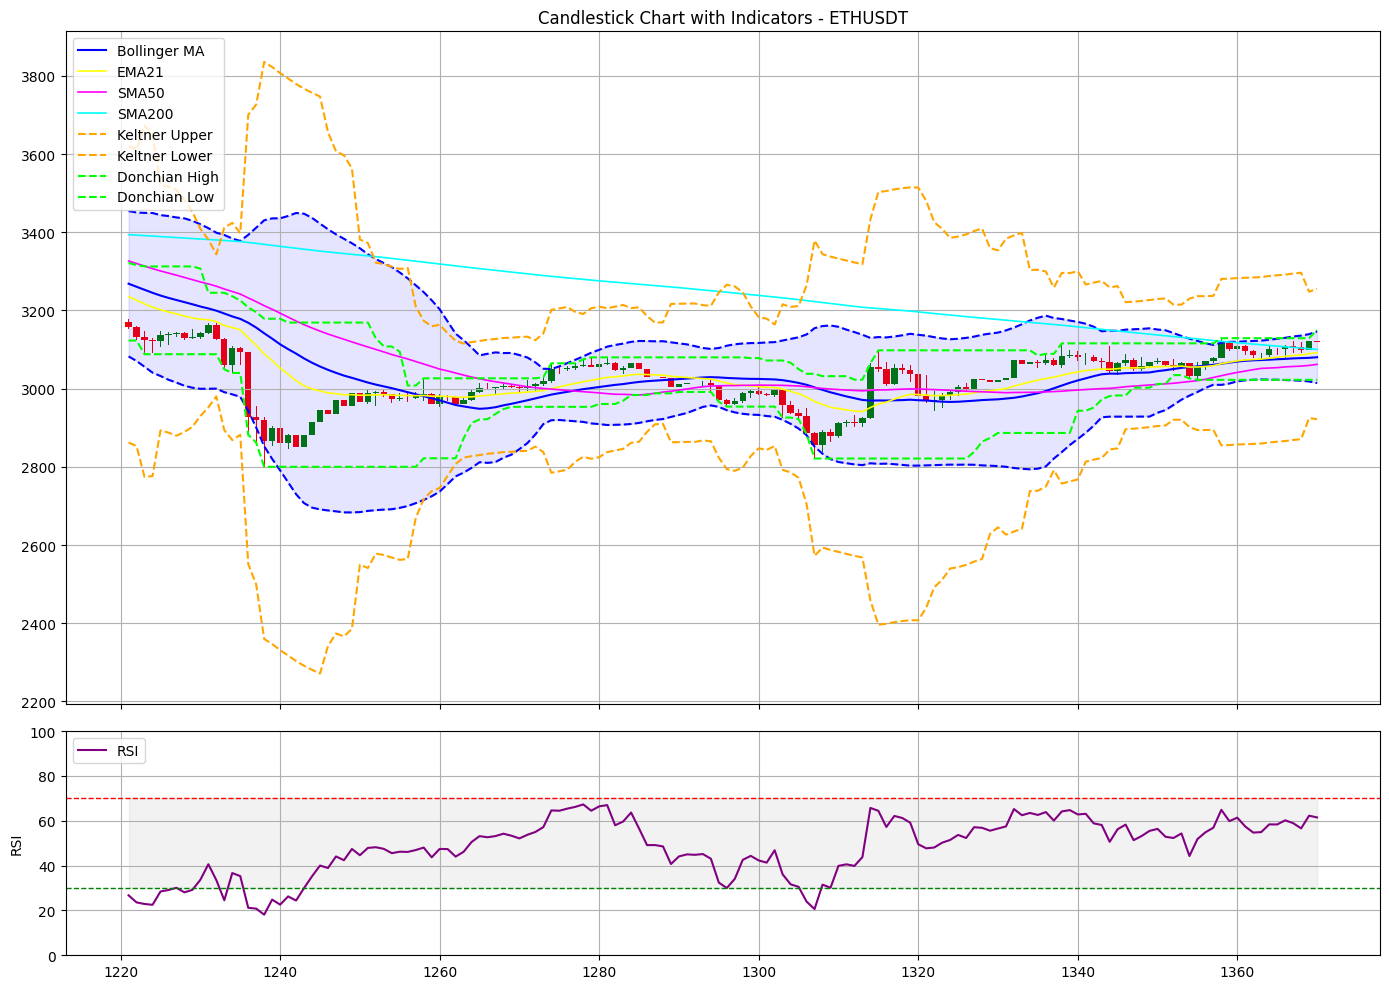 Candlestick Chart with Indicators - ETHUSDT
Bollinger MA
EMA21
SMA50
SMA200
Keltner Upper
Keltner Lower
Donchian High
Donchian Low
3800
3600
3400
3200
3000
2800
2600
2400
2200
RSI
100
80
60
40
20
0
RSI
1220
1240
1260
1280
1300
1320
1340
1360